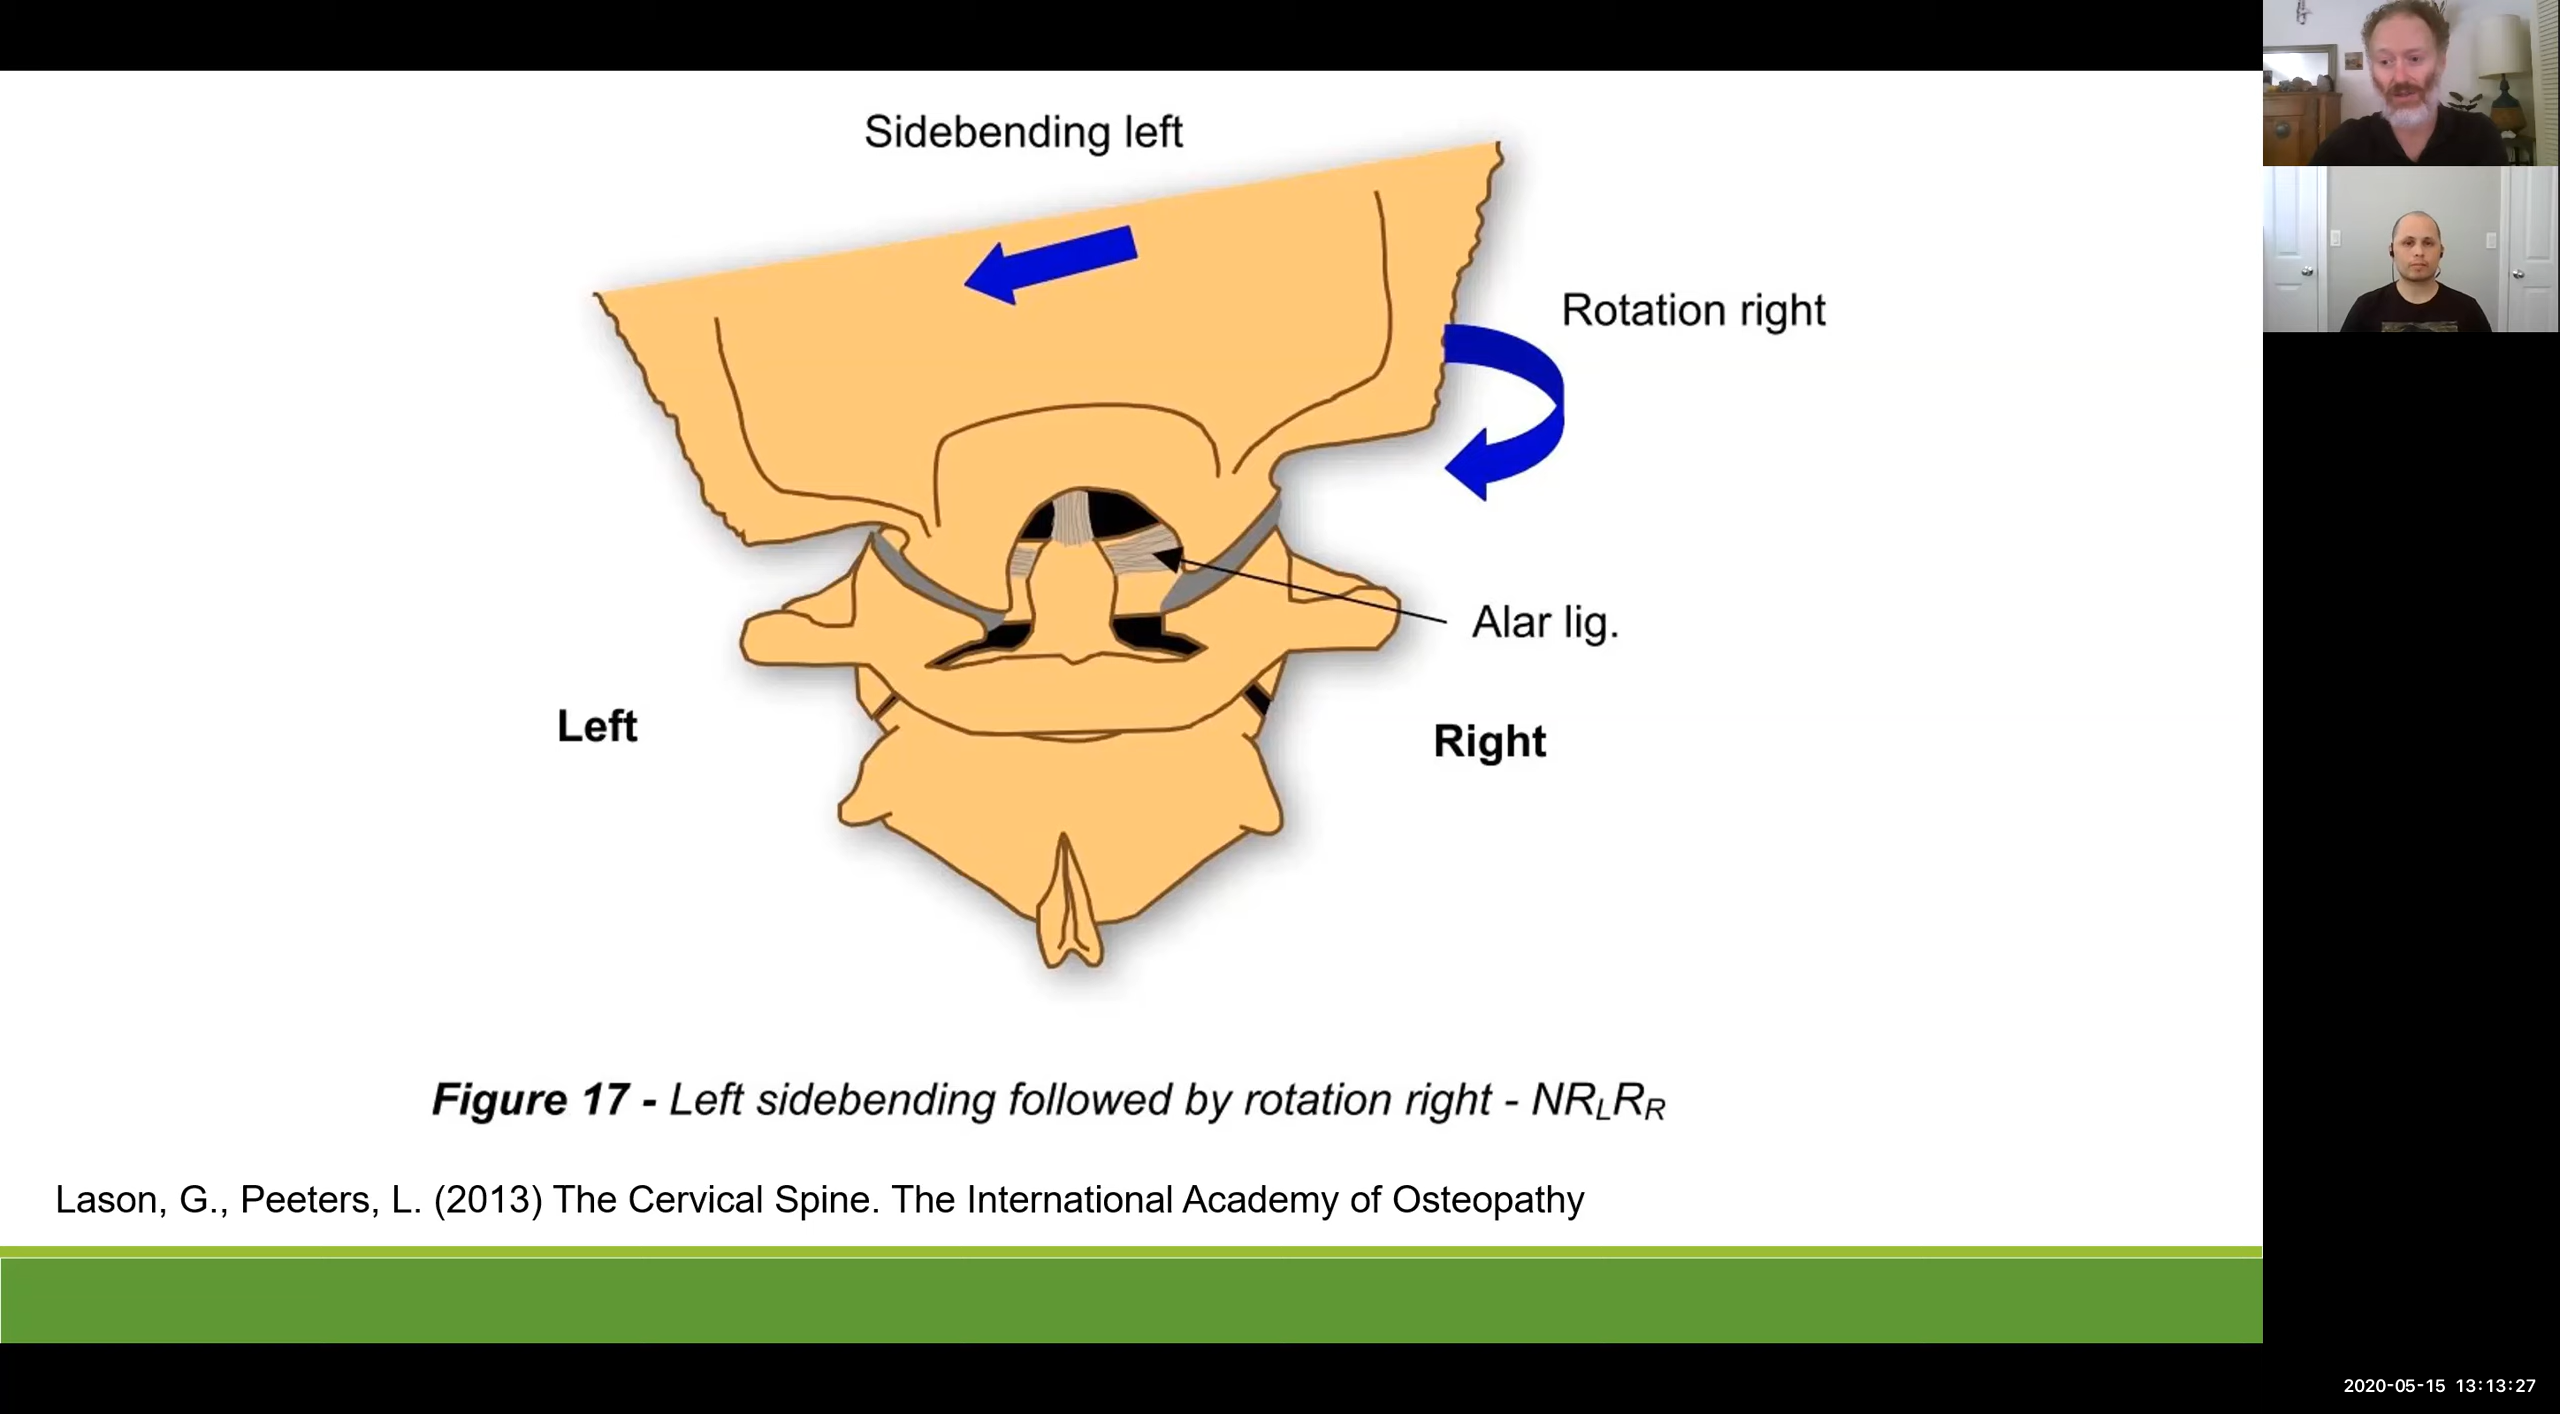 Sidebending left
Rotation right
Alar lig.
Left
Right
Figure 17 - Left sidebending followed by rotation right - NRLRR
Lason, G., Peeters, L. (2013) The Cervical Spine. The International Academy of Osteopathy
2020-05-15 13:13:27